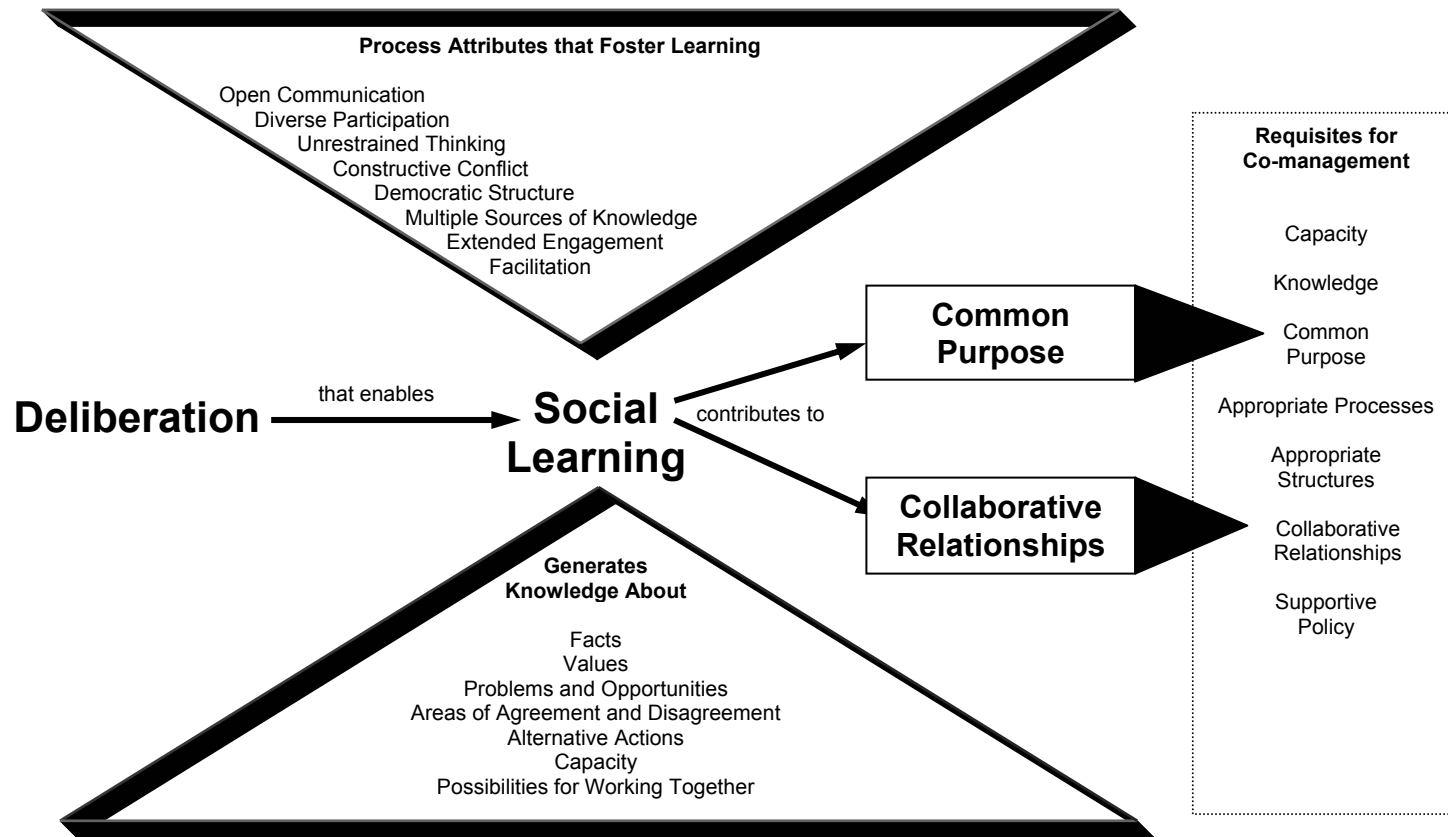 Process Attributes that Foster Learning
Open Communication
Diverse Participation
Unrestrained Thinking
Constructive Conflict
Democratic Structure
Multiple Sources of Knowledge
Extended Engagement
Facilitation
Deliberation
that enables
Social
Learning
contributes to
Common
Purpose
Collaborative
Relationships
Generates
Knowledge About
Facts
Values
Problems and Opportunities
Areas of Agreement and Disagreement
Alternative Actions
Capacity
Possibilities for Working Together
Requisites for
Co-management
Capacity
Knowledge
Common
Purpose
Appropriate Processes
Appropriate
Structures
Collaborative
Relationships
Supportive
Policy